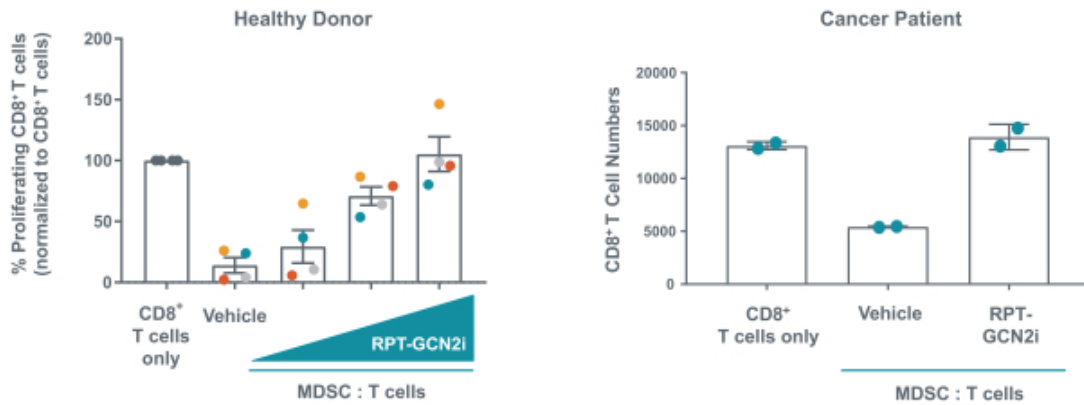 Healthy Donor
% Proliferating CD8⁺ T cells
(normalized to CD8⁺ T cells)
200
150
100
50
0
CD8⁺
T cells
only
Vehicle
RPT-GCN2i
MDSC : T cells
Cancer Patient
CD8⁺ T Cell Numbers
20000
15000
10000
5000
0
CD8⁺
T cells only
Vehicle
RPT-
GCN2i
MDSC : T cells